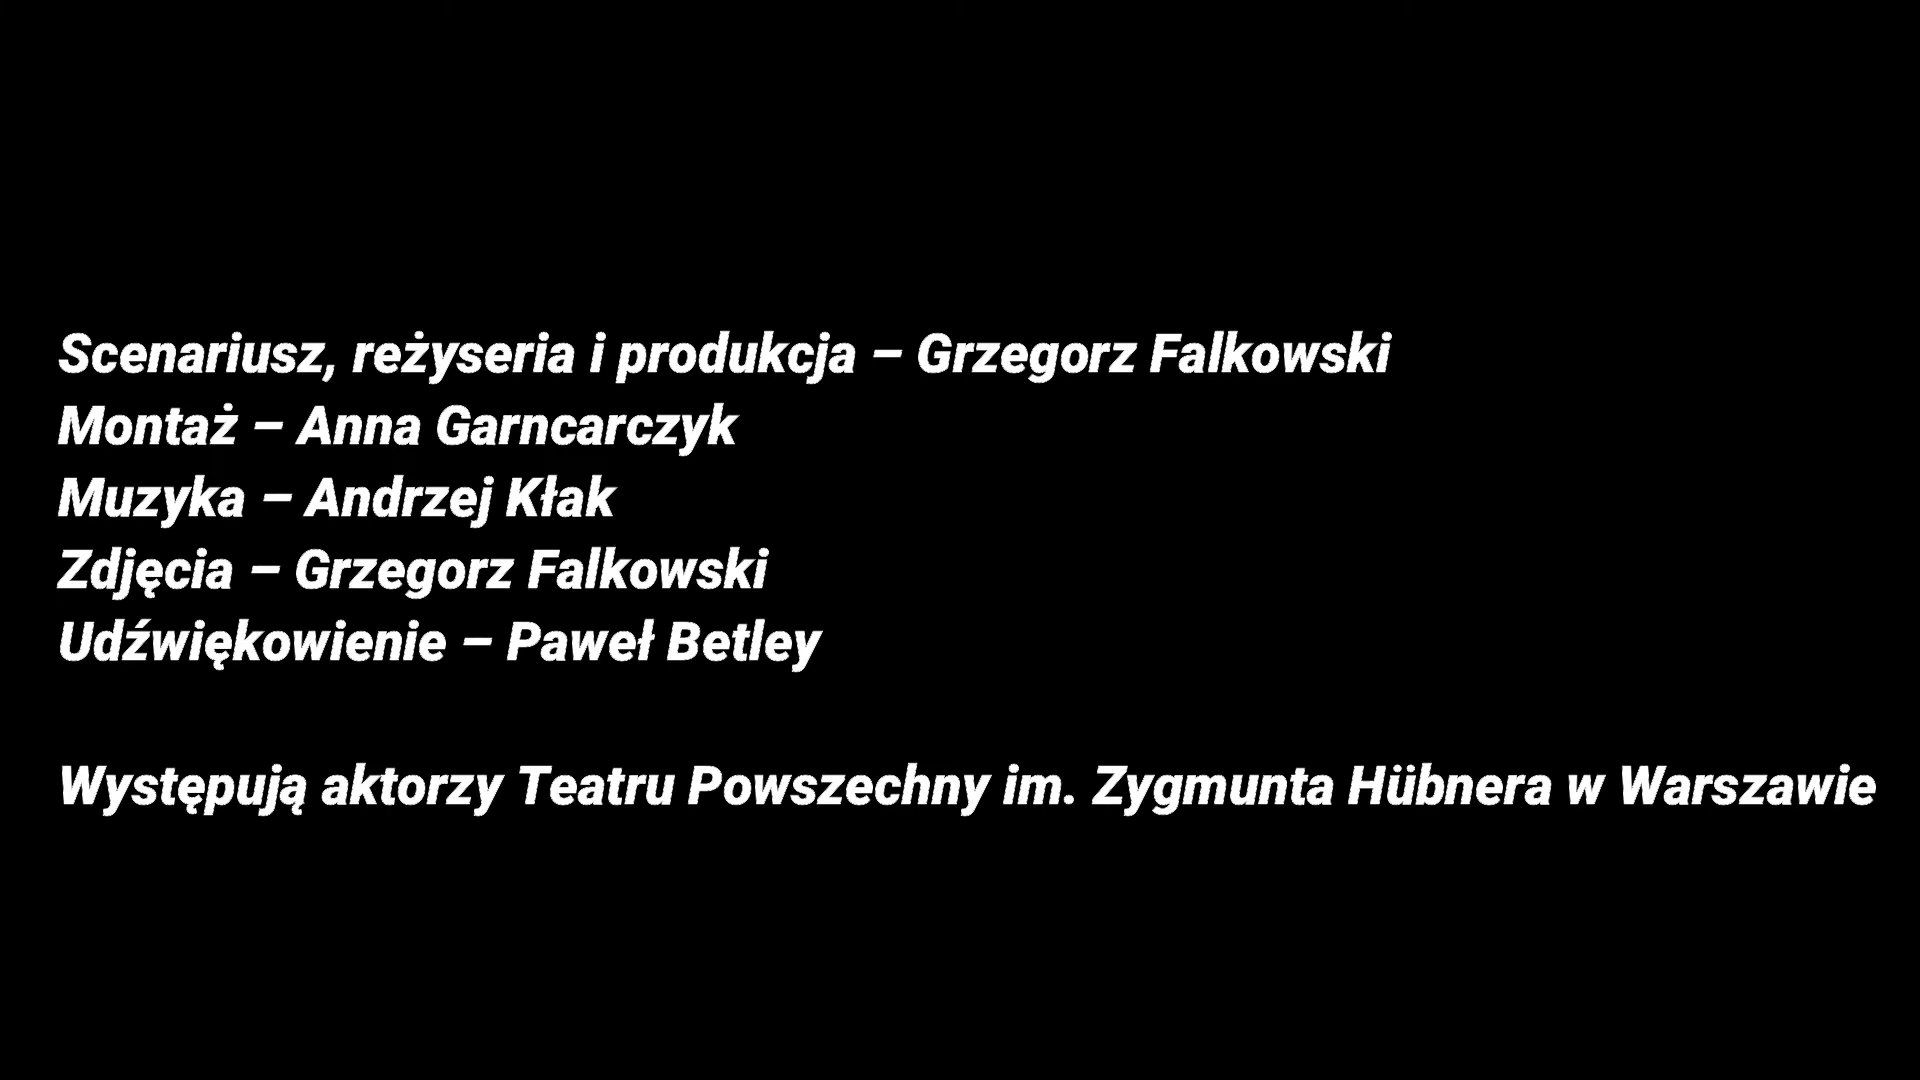 Scenariusz, reżyseria i produkcja – Grzegorz Falkowski
Montaż – Anna Garncarczyk
Muzyka – Andrzej Kłak
Zdjęcia – Grzegorz Falkowski
Udźwiękowienie – Paweł Betley
Występują aktorzy Teatru Powszechny im. Zygmunta Hübnera w Warszawie